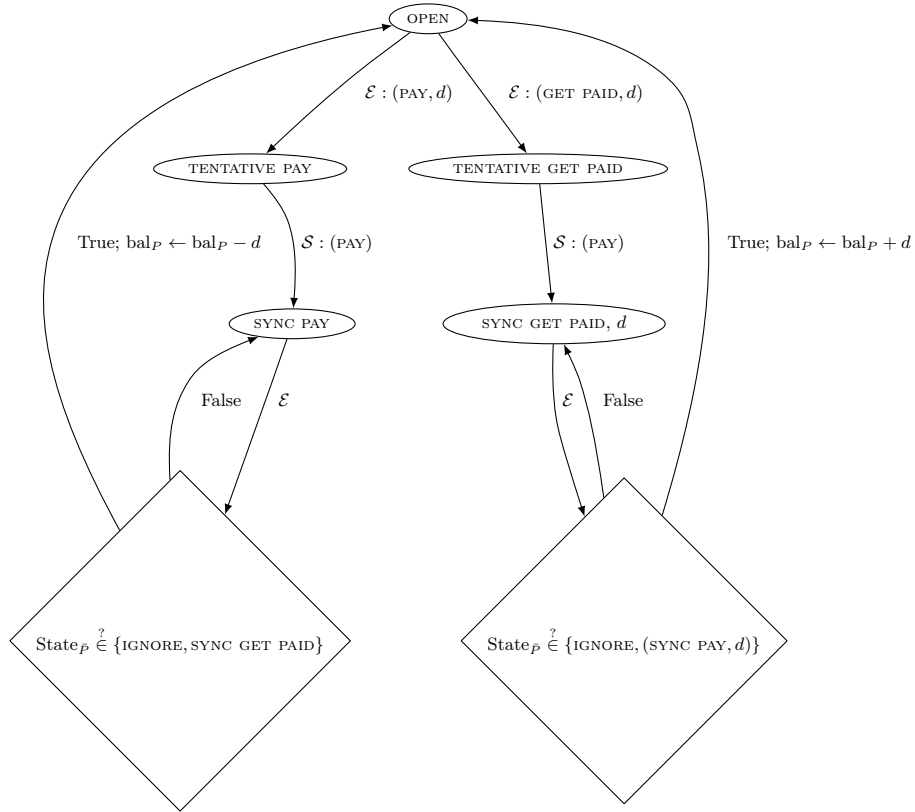 OPEN
ℰ : (PAY, d)
ℰ : (GET PAID, d)
TENTATIVE PAY
TENTATIVE GET PAID
True; bal_P ← bal_P − d
𝒮 : (PAY)
𝒮 : (PAY)
True; bal_P ← bal_P + d
SYNC PAY
SYNC GET PAID, d
False
ℰ
ℰ
False
State_P̄ ∈? {IGNORE, SYNC GET PAID}
State_P̄ ∈? {IGNORE, (SYNC PAY, d)}